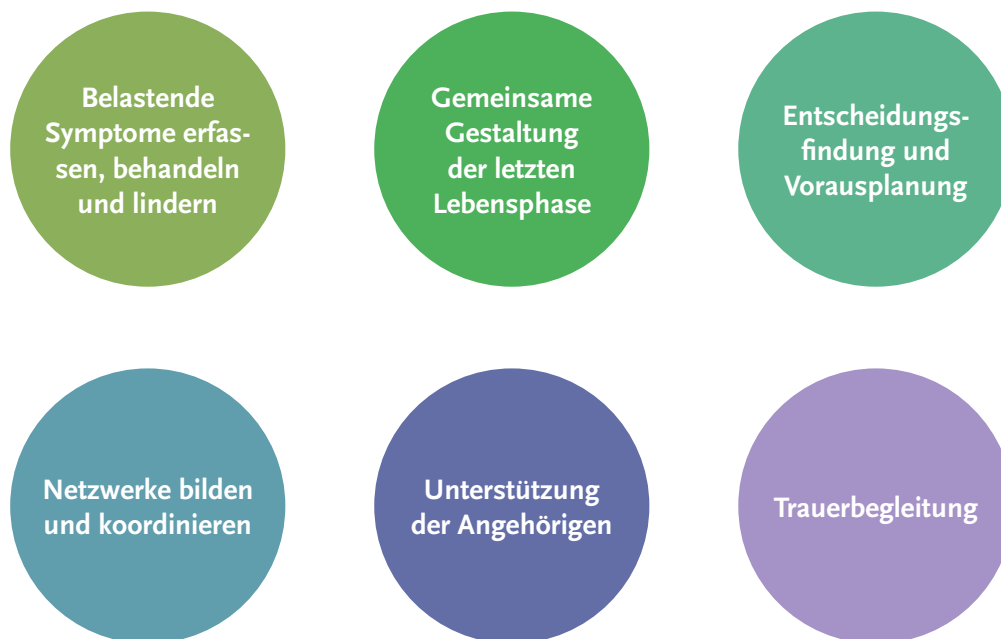 Belastende
Symptome erfas-
sen, behandeln
und lindern
Gemeinsame
Gestaltung
der letzten
Lebensphase
Entscheidungs-
findung und
Vorausplanung
Netzwerke bilden
und koordinieren
Unterstützung
der Angehörigen
Trauerbegleitung